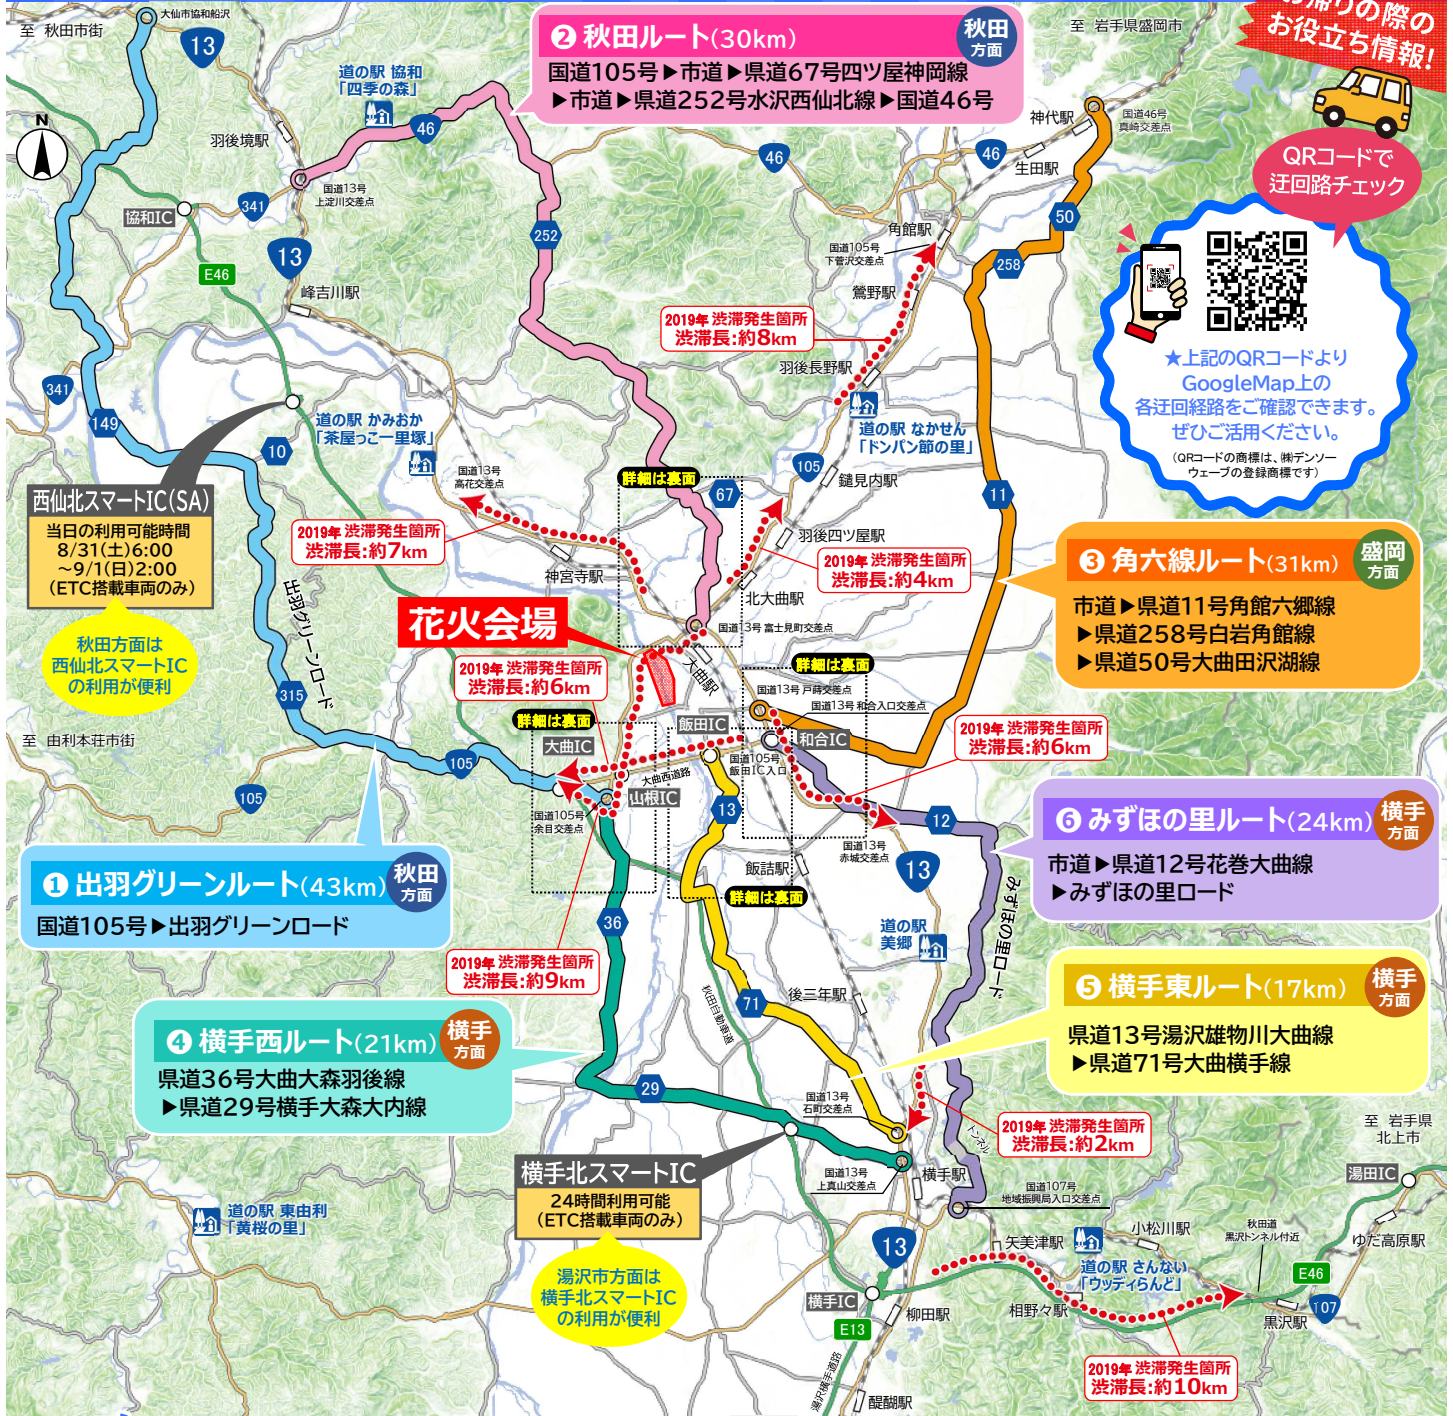 大仙市協和船沢
至 秋田市街
13
❷ 秋田ルート(30km)
秋田
方面
国道105号▶市道▶県道67号四ツ屋神岡線
▶市道▶県道252号水沢西仙北線▶国道46号
至 岩手県盛岡市
お帰りの際の
お役立ち情報!
QRコードで
迂回路チェック
★上記のQRコードより
GoogleMap上の
各迂回経路をご確認できます。
ぜひご活用ください。
(QRコードの商標は、㈱デンソー
ウェーブの登録商標です)
N
道の駅 協和
「四季の森」
46
羽後境駅
国道13号
上淀川交差点
協和IC
341
13
E46
峰吉川駅
252
46
46
神代駅
国道46号
真崎交差点
生田駅
50
角館駅
国道105号
下菅沢交差点
258
鶯野駅
2019年 渋滞発生箇所
渋滞長:約8km
羽後長野駅
道の駅 なかせん
「ドンパン節の里」
341
149
10
道の駅 かみおか
「茶屋っこ一里塚」
国道13号
高花交差点
詳細は裏面
67
105
鑓見内駅
11
西仙北スマートIC(SA)
当日の利用可能時間
8/31(土)6:00
～9/1(日)2:00
(ETC搭載車両のみ)
秋田方面は
西仙北スマートIC
の利用が便利
2019年 渋滞発生箇所
渋滞長:約7km
神宮寺駅
羽後四ツ屋駅
2019年 渋滞発生箇所
渋滞長:約4km
北大曲駅
❸ 角六線ルート(31km)
盛岡
方面
市道▶県道11号角館六郷線
▶県道258号白岩角館線
▶県道50号大曲田沢湖線
出羽グリーンロード
花火会場
国道13号 富士見町交差点
大曲駅
2019年 渋滞発生箇所
渋滞長:約6km
詳細は裏面
国道13号 戸蒔交差点
国道13号 和合入口交差点
315
詳細は裏面
大曲IC
飯田IC
和合IC
2019年 渋滞発生箇所
渋滞長:約6km
至 由利本荘市街
105
105
国道105号
飯田IC入口
大曲西道路
山根IC
国道105号
余目交差点
13
12
国道13号
赤城交差点
13
飯詰駅
詳細は裏面
❶ 出羽グリーンルート(43km)
秋田
方面
国道105号▶出羽グリーンロード
❻ みずほの里ルート(24km)
横手
方面
市道▶県道12号花巻大曲線
▶みずほの里ロード
36
道の駅
美郷
みずほの里ロード
2019年 渋滞発生箇所
渋滞長:約9km
秋田自動車道
71
後三年駅
❺ 横手東ルート(17km)
横手
方面
県道13号湯沢雄物川大曲線
▶県道71号大曲横手線
❹ 横手西ルート(21km)
横手
方面
県道36号大曲大森羽後線
▶県道29号横手大森大内線
29
国道13号
石町交差点
2019年 渋滞発生箇所
渋滞長:約2km
トンネル
至 岩手県
北上市
横手北スマートIC
24時間利用可能
(ETC搭載車両のみ)
湯沢市方面は
横手北スマートIC
の利用が便利
国道13号
上真山交差点
横手駅
国道107号
地域振興局入口交差点
湯田IC
道の駅 東由利
「黄桜の里」
13
矢美津駅
小松川駅
秋田道
黒沢トンネル付近
ゆだ高原駅
道の駅 さんない
「ウッディらんど」
E46
107
横手IC
相野々駅
黒沢駅
E13
柳田駅
湯沢横手道路
2019年 渋滞発生箇所
渋滞長:約10km
醍醐駅